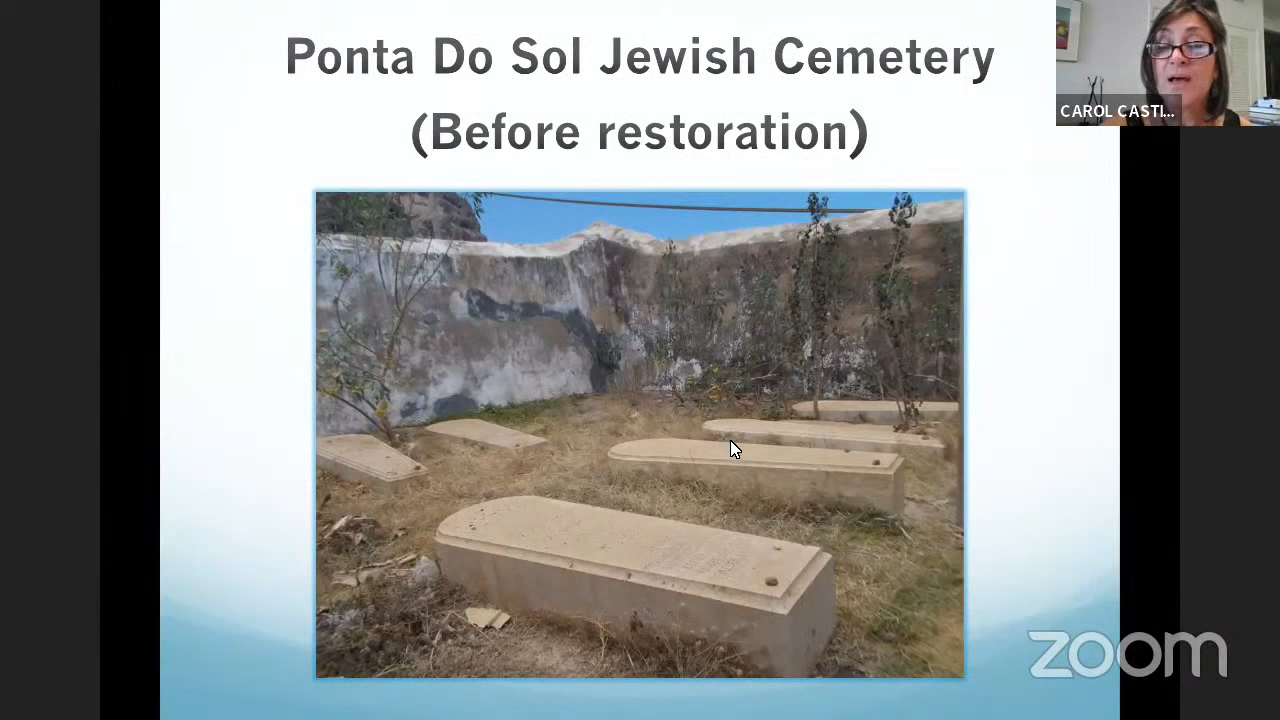 Ponta Do Sol Jewish Cemetery
(Before restoration)
CAROL CASTI...
zoom